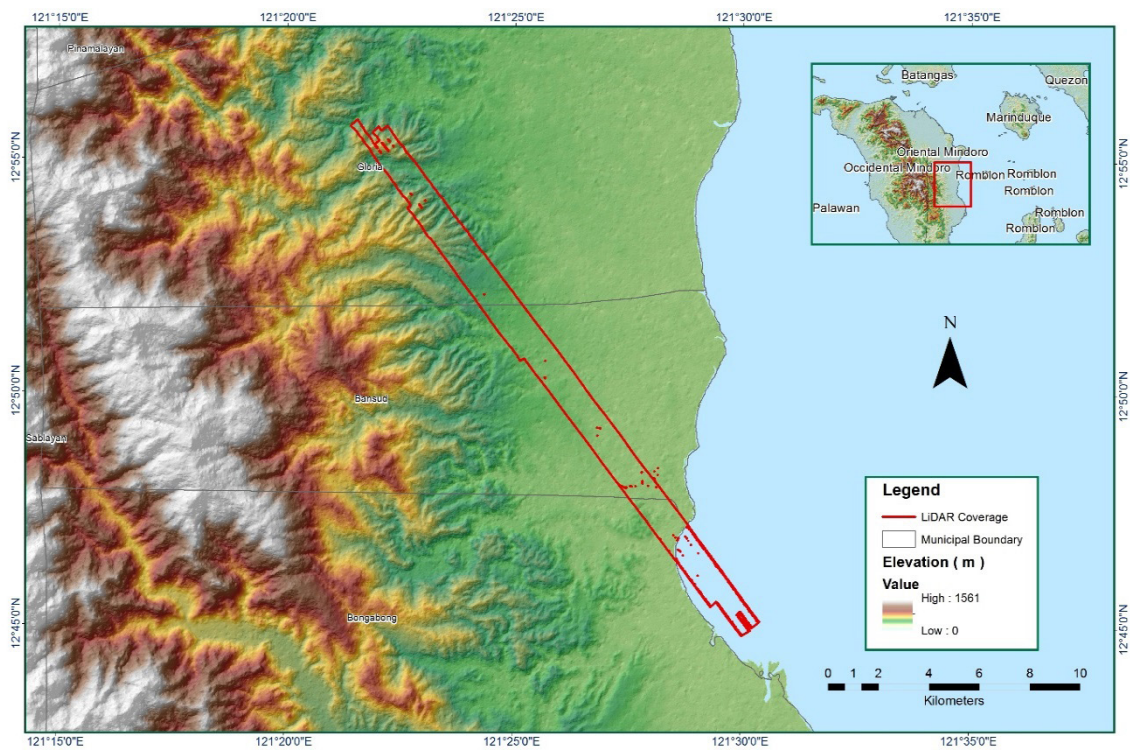 121°15'0"E
121°20'0"E
121°25'0"E
121°30'0"E
121°35'0"E
Pinamalayan
Batangas
Quezon
Marinduque
Oriental Mindoro
Occidental Mindoro
Romblon
Romblon
Romblon
Palawan
Romblon
Romblon
12°55'0"N
12°55'0"N
Gloria
N
12°50'0"N
12°50'0"N
Bansud
Sablayan
Legend
LiDAR Coverage
Municipal Boundary
Elevation ( m )
Value
High : 1561
Low : 0
Bongabong
12°45'0"N
12°45'0"N
0 1 2 4 6 8 10
Kilometers
121°15'0"E
121°20'0"E
121°25'0"E
121°30'0"E
121°35'0"E